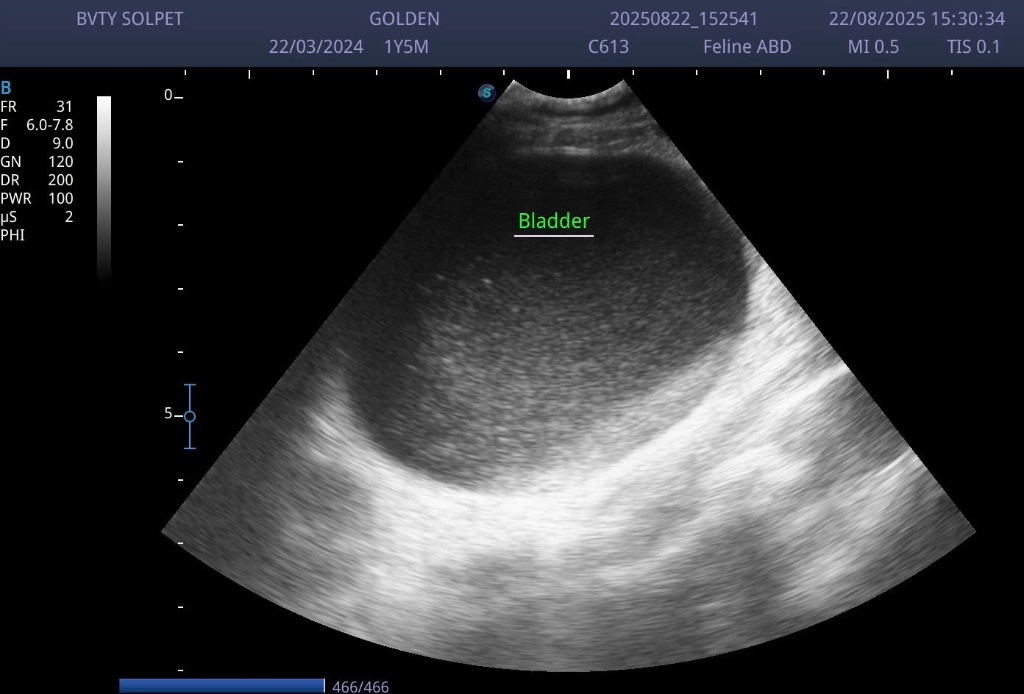 BVTY SOLPET GOLDEN 20250822_152541 22/08/2025 15:30:34
22/03/2024 1Y5M C613 Feline ABD MI 0.5 TIS 0.1
B
FR 31
F 6.0-7.8
D 9.0
GN 120
DR 200
PWR 100
µS 2
PHI
0
S
Bladder
5
466/466